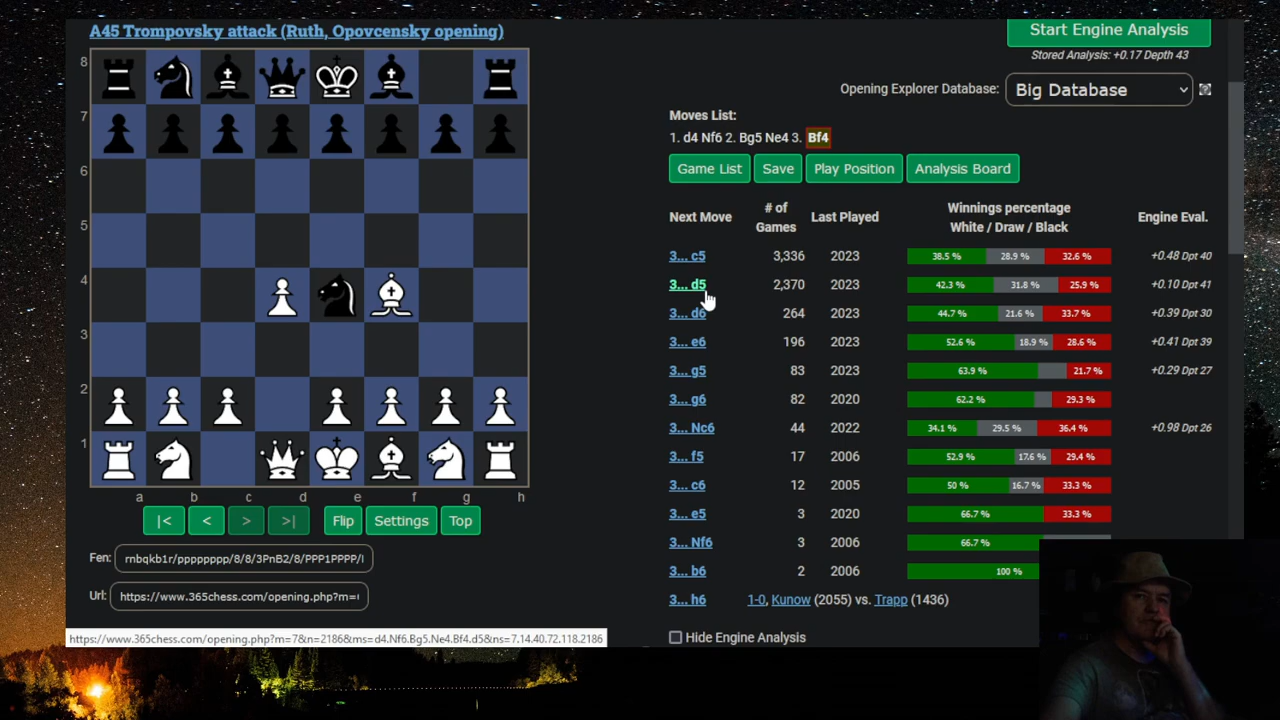 A45 Trompovsky attack (Ruth, Opovcensky opening)
Start Engine Analysis
Stored Analysis: +0.17 Depth 43
Opening Explorer Database: Big Database
Moves List:
1. d4 Nf6 2. Bg5 Ne4 3. Bf4
Game List Save Play Position Analysis Board
Next Move # of Games Last Played Winnings percentage White / Draw / Black Engine Eval.
3... c5 3,336 2023 38.5 % 28.9 % 32.6 % +0.48 Dpt 40
3... d5 2,370 2023 42.3 % 31.8 % 25.9 % +0.10 Dpt 41
3... d6 264 2023 44.7 % 21.6 % 33.7 % +0.39 Dpt 30
3... e6 196 2023 52.6 % 18.9 % 28.6 % +0.41 Dpt 39
3... g5 83 2023 63.9 % 21.7 % +0.29 Dpt 27
3... g6 82 2020 62.2 % 29.3 %
3... Nc6 44 2022 34.1 % 29.5 % 36.4 % +0.98 Dpt 26
3... f5 17 2006 52.9 % 17.6 % 29.4 %
3... c6 12 2005 50 % 16.7 % 33.3 %
3... e5 3 2020 66.7 % 33.3 %
3... Nf6 3 2006 66.7 %
3... b6 2 2006 100 %
3... h6 1-0, Kunow (2055) vs. Trapp (1436)
Hide Engine Analysis
8
7
6
5
4
3
2
1
a b c d e f g h
|< < > >| Flip Settings Top
Fen: rnbqkb1r/pppppppp/8/8/3PnB2/8/PPP1PPPP/
Url: https://www.365chess.com/opening.php?m=
https://www.365chess.com/opening.php?m=7&n=2186&ms=d4.Nf6.Bg5.Ne4.Bf4.d5&ns=7.14.40.72.118.2186